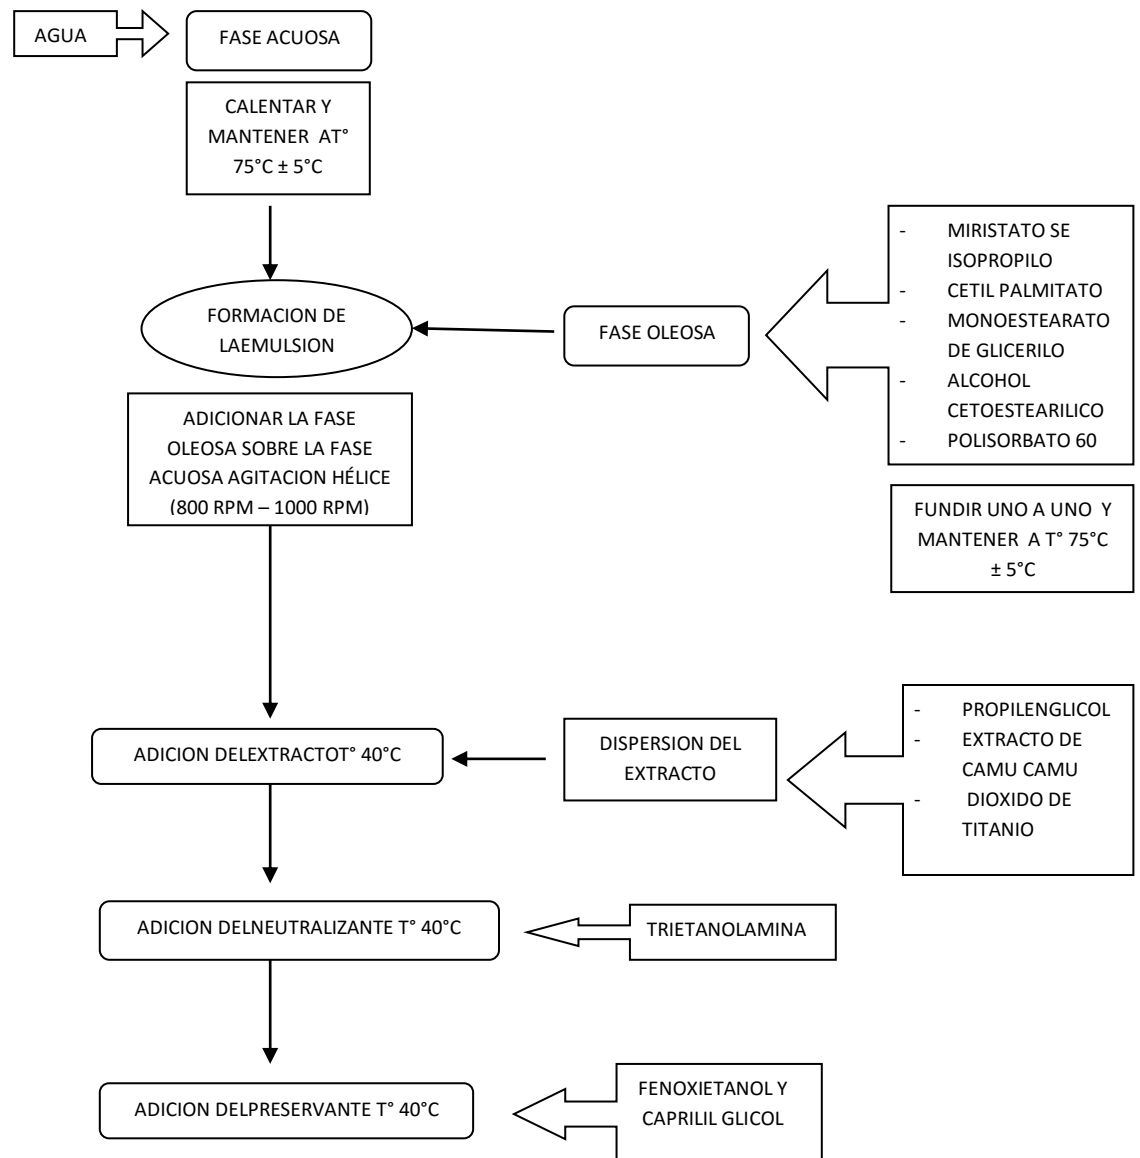 AGUA
FASE ACUOSA
CALENTAR Y
MANTENER AT°
75°C ± 5°C
FORMACION DE
LAEMULSION
FASE OLEOSA
- MIRISTATO SE
ISOPROPILO
- CETIL PALMITATO
- MONOESTEARATO
DE GLICERILO
- ALCOHOL
CETOESTEARILICO
- POLISORBATO 60
ADICIONAR LA FASE
OLEOSA SOBRE LA FASE
ACUOSA AGITACION HÉLICE
(800 RPM – 1000 RPM)
FUNDIR UNO A UNO Y
MANTENER A T° 75°C
± 5°C
ADICION DELEXTRACTOT° 40°C
DISPERSION DEL
EXTRACTO
- PROPILENGLICOL
- EXTRACTO DE
CAMU CAMU
- DIOXIDO DE
TITANIO
ADICION DELNEUTRALIZANTE T° 40°C
TRIETANOLAMINA
ADICION DELPRESERVANTE T° 40°C
FENOXIETANOL Y
CAPRILIL GLICOL